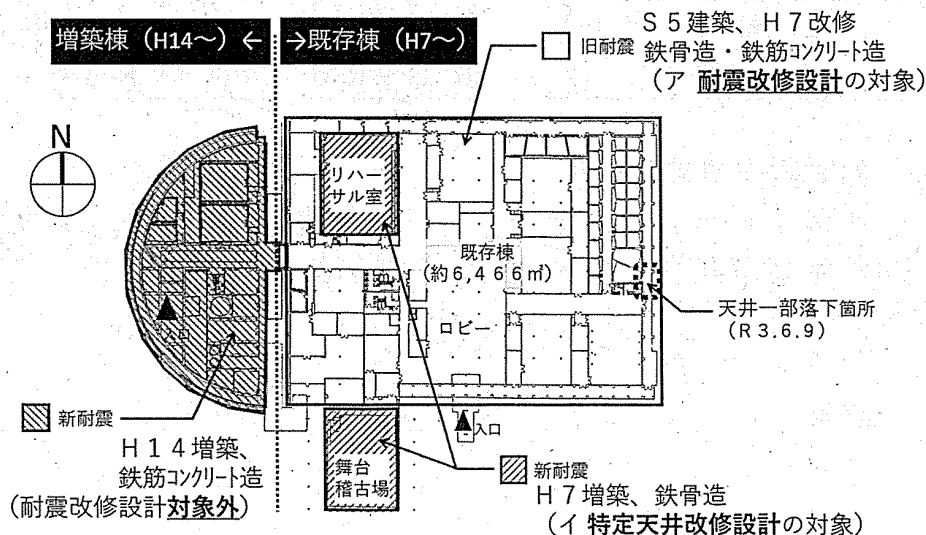 増築棟（H14～）←
→既存棟（H7～）
旧耐震
Ｓ５建築、Ｈ７改修
鉄骨造・鉄筋ｺﾝｸﾘｰﾄ造
（ア 耐震改修設計の対象）
N
リハー
サル室
既存棟
（約６,４６６㎡）
ロビー
天井一部落下箇所
（Ｒ３.６.９）
入口
新耐震
Ｈ１４増築、
鉄筋ｺﾝｸﾘｰﾄ造
（耐震改修設計対象外）
舞台
稽古場
新耐震
Ｈ７増築、鉄骨造
（イ 特定天井改修設計の対象）